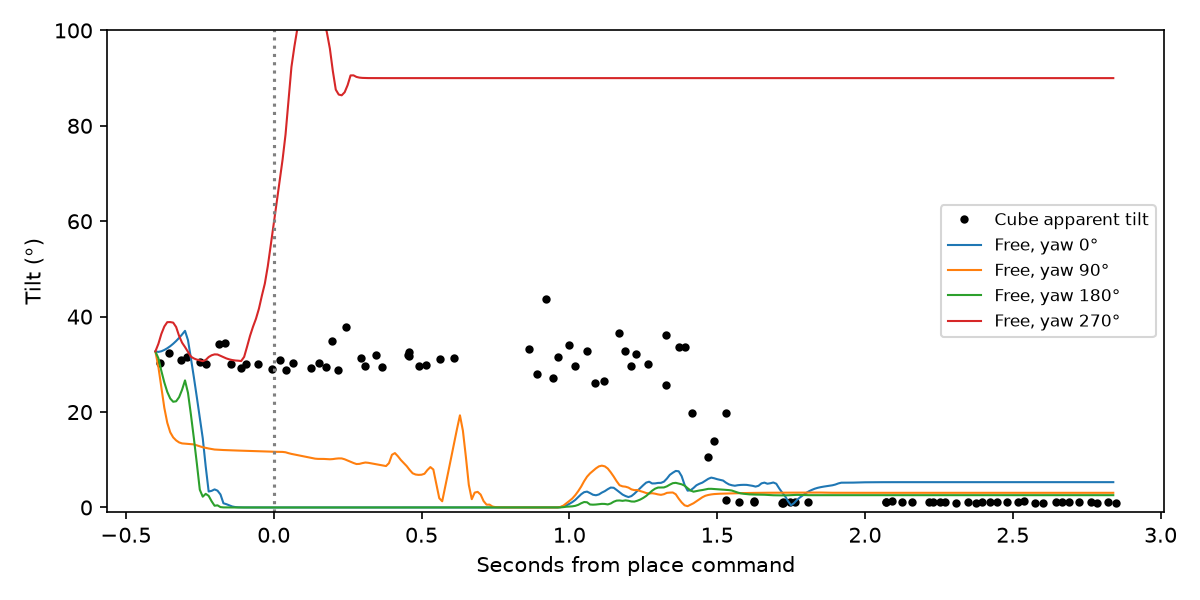 100
80
60
40
20
0
Tilt (°)
−0.5
0.0
0.5
1.0
1.5
2.0
2.5
3.0
Seconds from place command
Cube apparent tilt
Free, yaw 0°
Free, yaw 90°
Free, yaw 180°
Free, yaw 270°